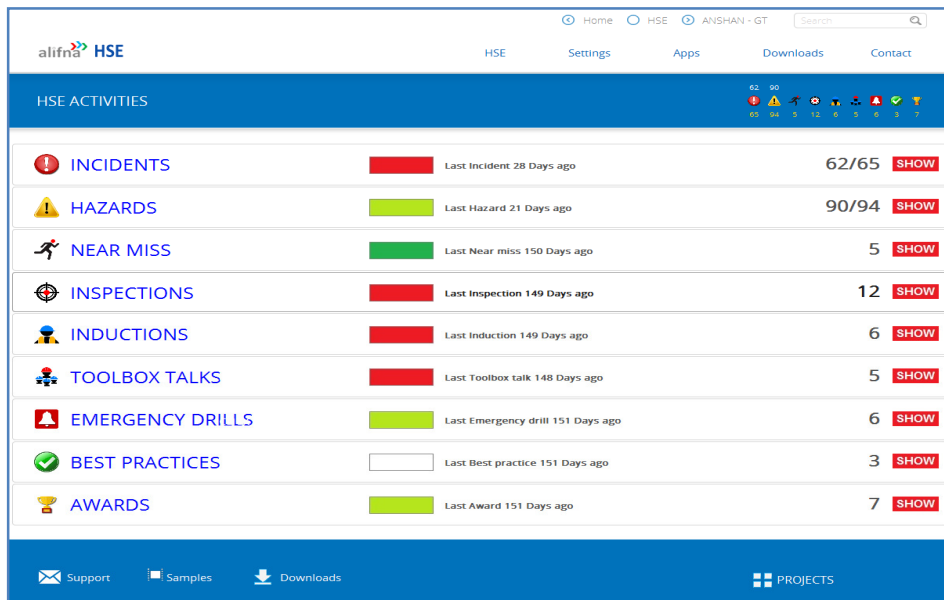 Home HSE ANSHAN - GT Search
alifna HSE
HSE Settings Apps Downloads Contact
62 90
HSE ACTIVITIES
65 94 5 12 6 5 6 3 7
INCIDENTS Last Incident 28 Days ago 62/65 SHOW
HAZARDS Last Hazard 21 Days ago 90/94 SHOW
NEAR MISS Last Near miss 150 Days ago 5 SHOW
INSPECTIONS Last Inspection 149 Days ago 12 SHOW
INDUCTIONS Last Induction 149 Days ago 6 SHOW
TOOLBOX TALKS Last Toolbox talk 148 Days ago 5 SHOW
EMERGENCY DRILLS Last Emergency drill 151 Days ago 6 SHOW
BEST PRACTICES Last Best practice 151 Days ago 3 SHOW
AWARDS Last Award 151 Days ago 7 SHOW
Support Samples Downloads PROJECTS